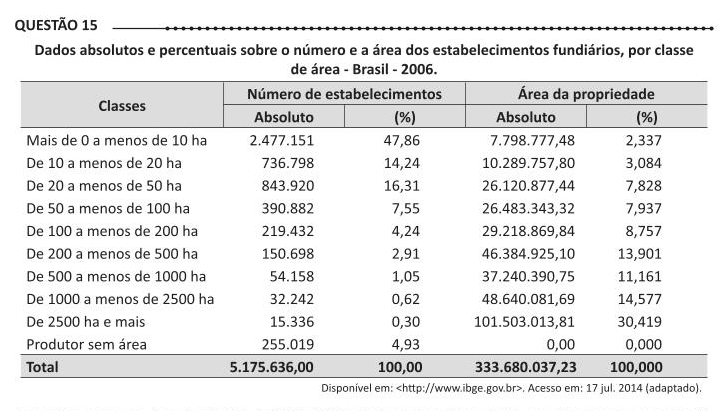 QUESTÃO 15
Dados absolutos e percentuais sobre o número e a área dos estabelecimentos fundiários, por classe
de área - Brasil - 2006.
Classes Número de estabelecimentos Área da propriedade
Absoluto (%) Absoluto (%)
Mais de 0 a menos de 10 ha 2.477.151 47,86 7.798.777,48 2,337
De 10 a menos de 20 ha 736.798 14,24 10.289.757,80 3,084
De 20 a menos de 50 ha 843.920 16,31 26.120.877,44 7,828
De 50 a menos de 100 ha 390.882 7,55 26.483.343,32 7,937
De 100 a menos de 200 ha 219.432 4,24 29.218.869,84 8,757
De 200 a menos de 500 ha 150.698 2,91 46.384.925,10 13,901
De 500 a menos de 1000 ha 54.158 1,05 37.240.390,75 11,161
De 1000 a menos de 2500 ha 32.242 0,62 48.640.081,69 14,577
De 2500 ha e mais 15.336 0,30 101.503.013,81 30,419
Produtor sem área 255.019 4,93 0,00 0,000
Total 5.175.636,00 100,00 333.680.037,23 100,000
Disponível em: <http://www.ibge.gov.br>. Acesso em: 17 jul. 2014 (adaptado).